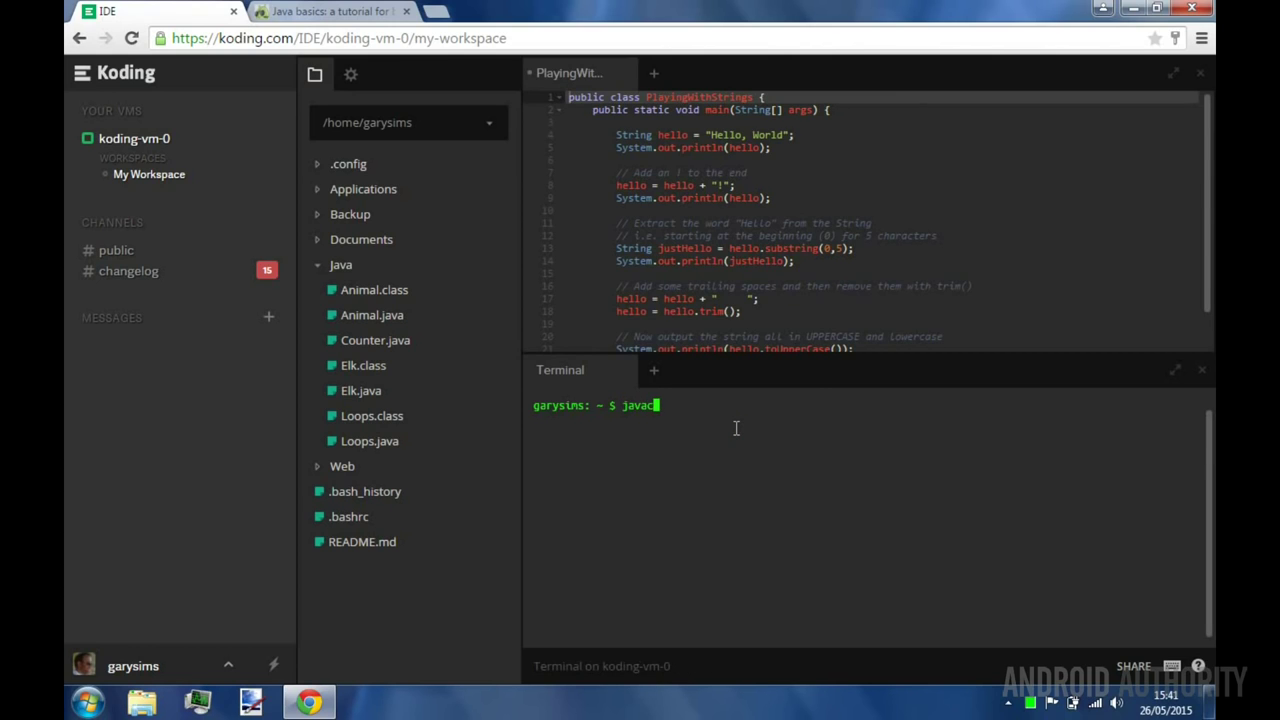 IDE
Java basics: a tutorial for
https://koding.com/IDE/koding-vm-0/my-workspace
Koding
YOUR VMS
koding-vm-0
WORKSPACES
My Workspace
CHANNELS
# public
# changelog
15
MESSAGES
garysims
/home/garysims
.config
Applications
Backup
Documents
Java
Animal.class
Animal.java
Counter.java
Elk.class
Elk.java
Loops.class
Loops.java
Web
.bash_history
.bashrc
README.md
PlayingWit...
1 public class PlayingWithStrings {
2 public static void main(String[] args) {
3
4 String hello = "Hello, World";
5 System.out.println(hello);
6
7 // Add an ! to the end
8 hello = hello + "!";
9 System.out.println(hello);
10
11 // Extract the word "Hello" from the String
12 // i.e. starting at the beginning (0) for 5 characters
13 String justHello = hello.substring(0,5);
14 System.out.println(justHello);
15
16 // Add some trailing spaces and then remove them with trim()
17 hello = hello + "     ";
18 hello = hello.trim();
19
20 // Now output the string all in UPPERCASE and lowercase
21 System.out.println(hello.toUpperCase());
Terminal
garysims: ~ $ javac
Terminal on koding-vm-0
SHARE
ANDROID AUTHORITY
15:41
26/05/2015